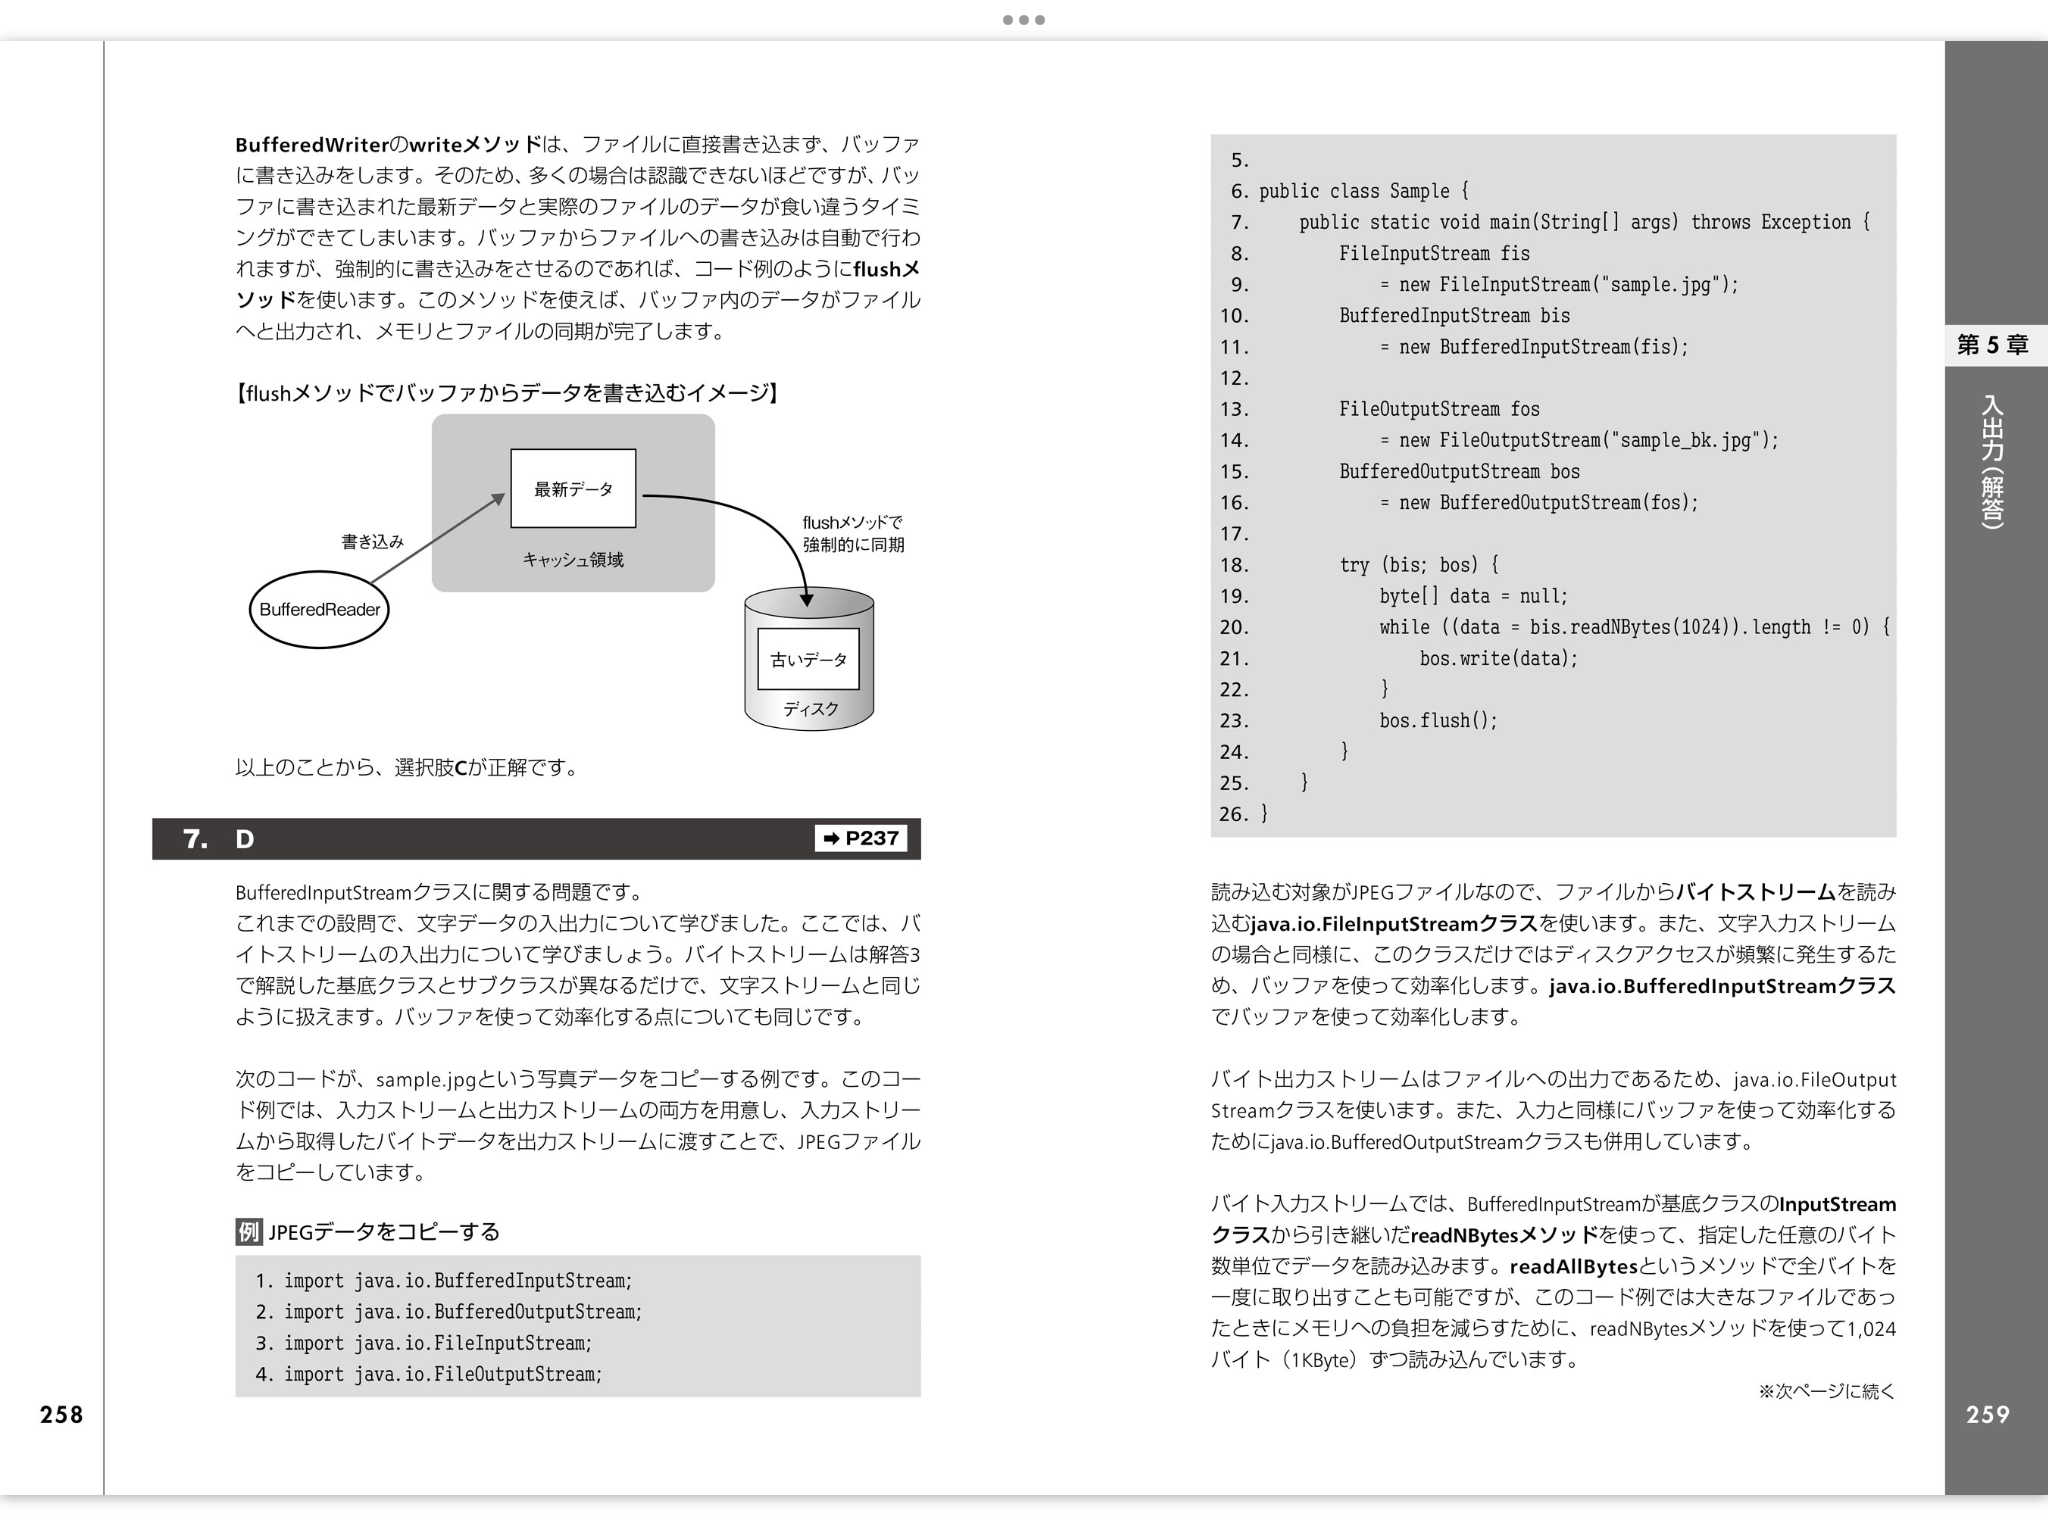 BufferedWriterのwriteメソッドは、ファイルに直接書き込まず、バッファ
に書き込みをします。そのため、多くの場合は認識できないほどですが、バッ
ファに書き込まれた最新データと実際のファイルのデータが食い違うタイミ
ングができてしまいます。バッファからファイルへの書き込みは自動で行わ
れますが、強制的に書き込みをさせるのであれば、コード例のようにflushメ
ソッドを使います。このメソッドを使えば、バッファ内のデータがファイル
へと出力され、メモリとファイルの同期が完了します。
【flushメソッドでバッファからデータを書き込むイメージ】
最新データ
キャッシュ領域
書き込み
BufferedReader
flushメソッドで
強制的に同期
古いデータ
ディスク
以上のことから、選択肢Cが正解です。
7. D ➡ P237
BufferedInputStreamクラスに関する問題です。
これまでの設問で、文字データの入出力について学びました。ここでは、バ
イトストリームの入出力について学びましょう。バイトストリームは解答3
で解説した基底クラスとサブクラスが異なるだけで、文字ストリームと同じ
ように扱えます。バッファを使って効率化する点についても同じです。
次のコードが、sample.jpgという写真データをコピーする例です。このコー
ド例では、入力ストリームと出力ストリームの両方を用意し、入力ストリー
ムから取得したバイトデータを出力ストリームに渡すことで、JPEGファイル
をコピーしています。
例 JPEGデータをコピーする
1. import java.io.BufferedInputStream;
2. import java.io.BufferedOutputStream;
3. import java.io.FileInputStream;
4. import java.io.FileOutputStream;
258
5.
6. public class Sample {
7.     public static void main(String[] args) throws Exception {
8.         FileInputStream fis
9.             = new FileInputStream("sample.jpg");
10.         BufferedInputStream bis
11.             = new BufferedInputStream(fis);
12.
13.         FileOutputStream fos
14.             = new FileOutputStream("sample_bk.jpg");
15.         BufferedOutputStream bos
16.             = new BufferedOutputStream(fos);
17.
18.         try (bis; bos) {
19.             byte[] data = null;
20.             while ((data = bis.readNBytes(1024)).length != 0) {
21.                 bos.write(data);
22.             }
23.             bos.flush();
24.         }
25.     }
26. }
読み込む対象がJPEGファイルなので、ファイルからバイトストリームを読み
込むjava.io.FileInputStreamクラスを使います。また、文字入力ストリーム
の場合と同様に、このクラスだけではディスクアクセスが頻繁に発生するた
め、バッファを使って効率化します。java.io.BufferedInputStreamクラス
でバッファを使って効率化します。
バイト出力ストリームはファイルへの出力であるため、java.io.FileOutput
Streamクラスを使います。また、入力と同様にバッファを使って効率化する
ためにjava.io.BufferedOutputStreamクラスも併用しています。
バイト入力ストリームでは、BufferedInputStreamが基底クラスのInputStream
クラスから引き継いだreadNBytesメソッドを使って、指定した任意のバイト
数単位でデータを読み込みます。readAllBytesというメソッドで全バイトを
一度に取り出すことも可能ですが、このコード例では大きなファイルであっ
たときにメモリへの負担を減らすために、readNBytesメソッドを使って1,024
バイト（1KByte）ずつ読み込んでいます。
※次ページに続く
第5章
入出力（解答）
259